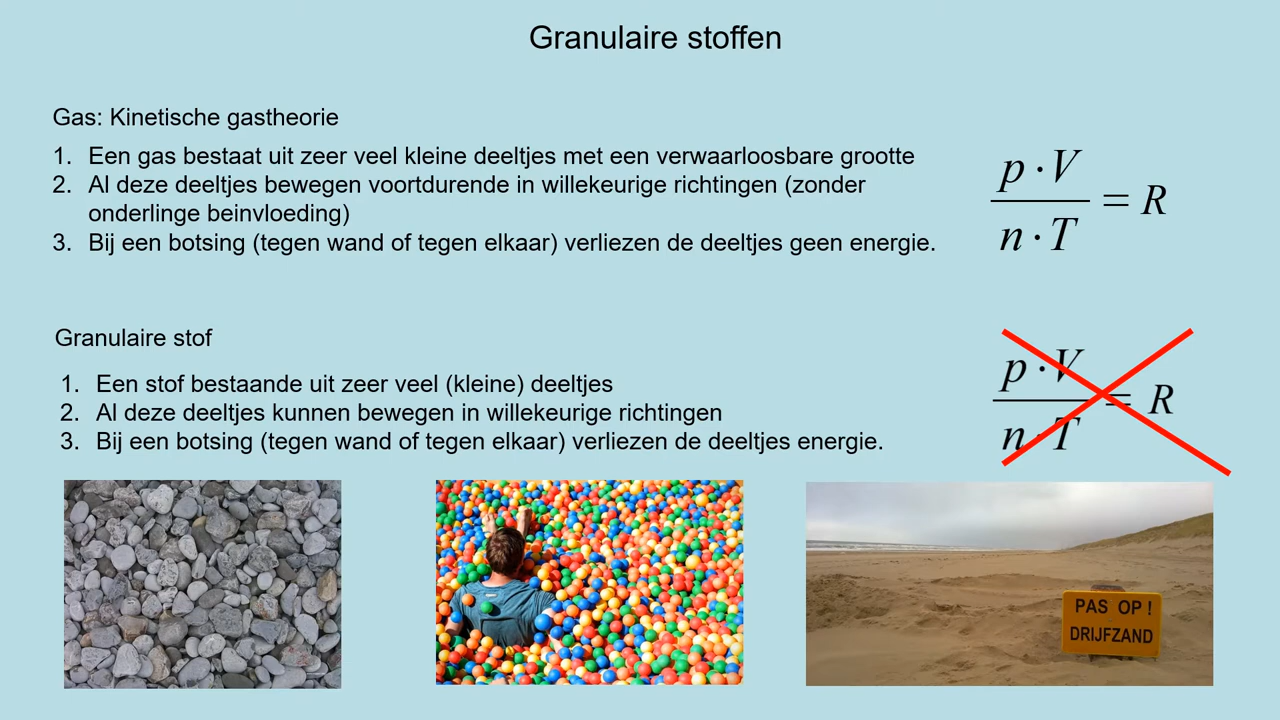 Granulaire stoffen
Gas: Kinetische gastheorie
1. Een gas bestaat uit zeer veel kleine deeltjes met een verwaarloosbare grootte
2. Al deze deeltjes bewegen voortdurende in willekeurige richtingen (zonder
onderlinge beinvloeding)
3. Bij een botsing (tegen wand of tegen elkaar) verliezen de deeltjes geen energie.
p · V
n · T
= R
Granulaire stof
1. Een stof bestaande uit zeer veel (kleine) deeltjes
2. Al deze deeltjes kunnen bewegen in willekeurige richtingen
3. Bij een botsing (tegen wand of tegen elkaar) verliezen de deeltjes energie.
p · V
n · T
= R
PAS OP !
DRIJFZAND